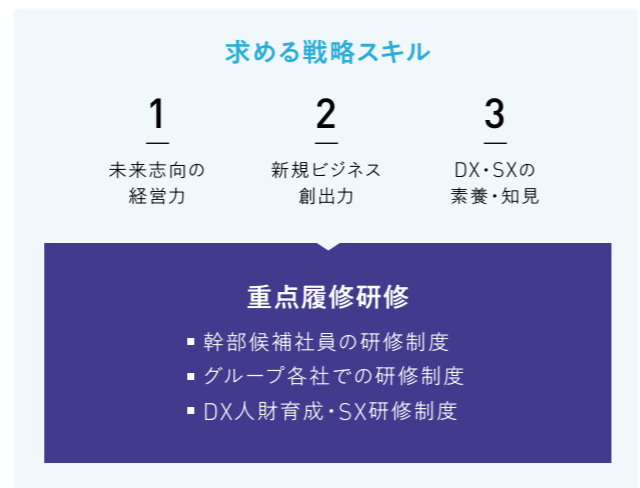 求める戦略スキル
1
2
3
未来志向の
経営力
新規ビジネス
創出力
DX・SXの
素養・知見
重点履修研修
▪幹部候補社員の研修制度
▪グループ各社での研修制度
▪DX人財育成・SX研修制度